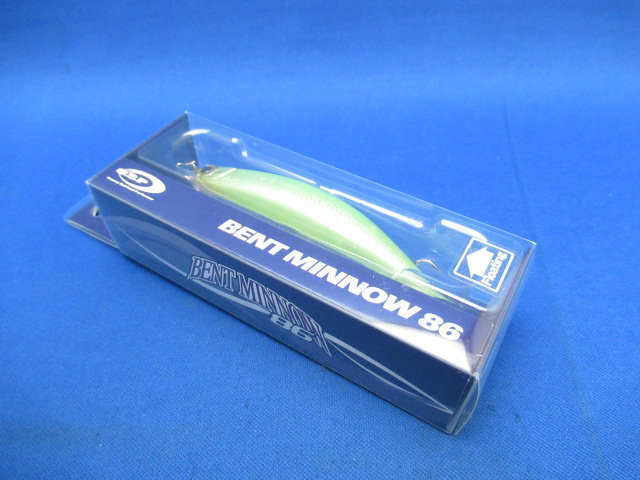 O.S.P
BENT MINNOW 86
Floating
BENT MINNOW
86